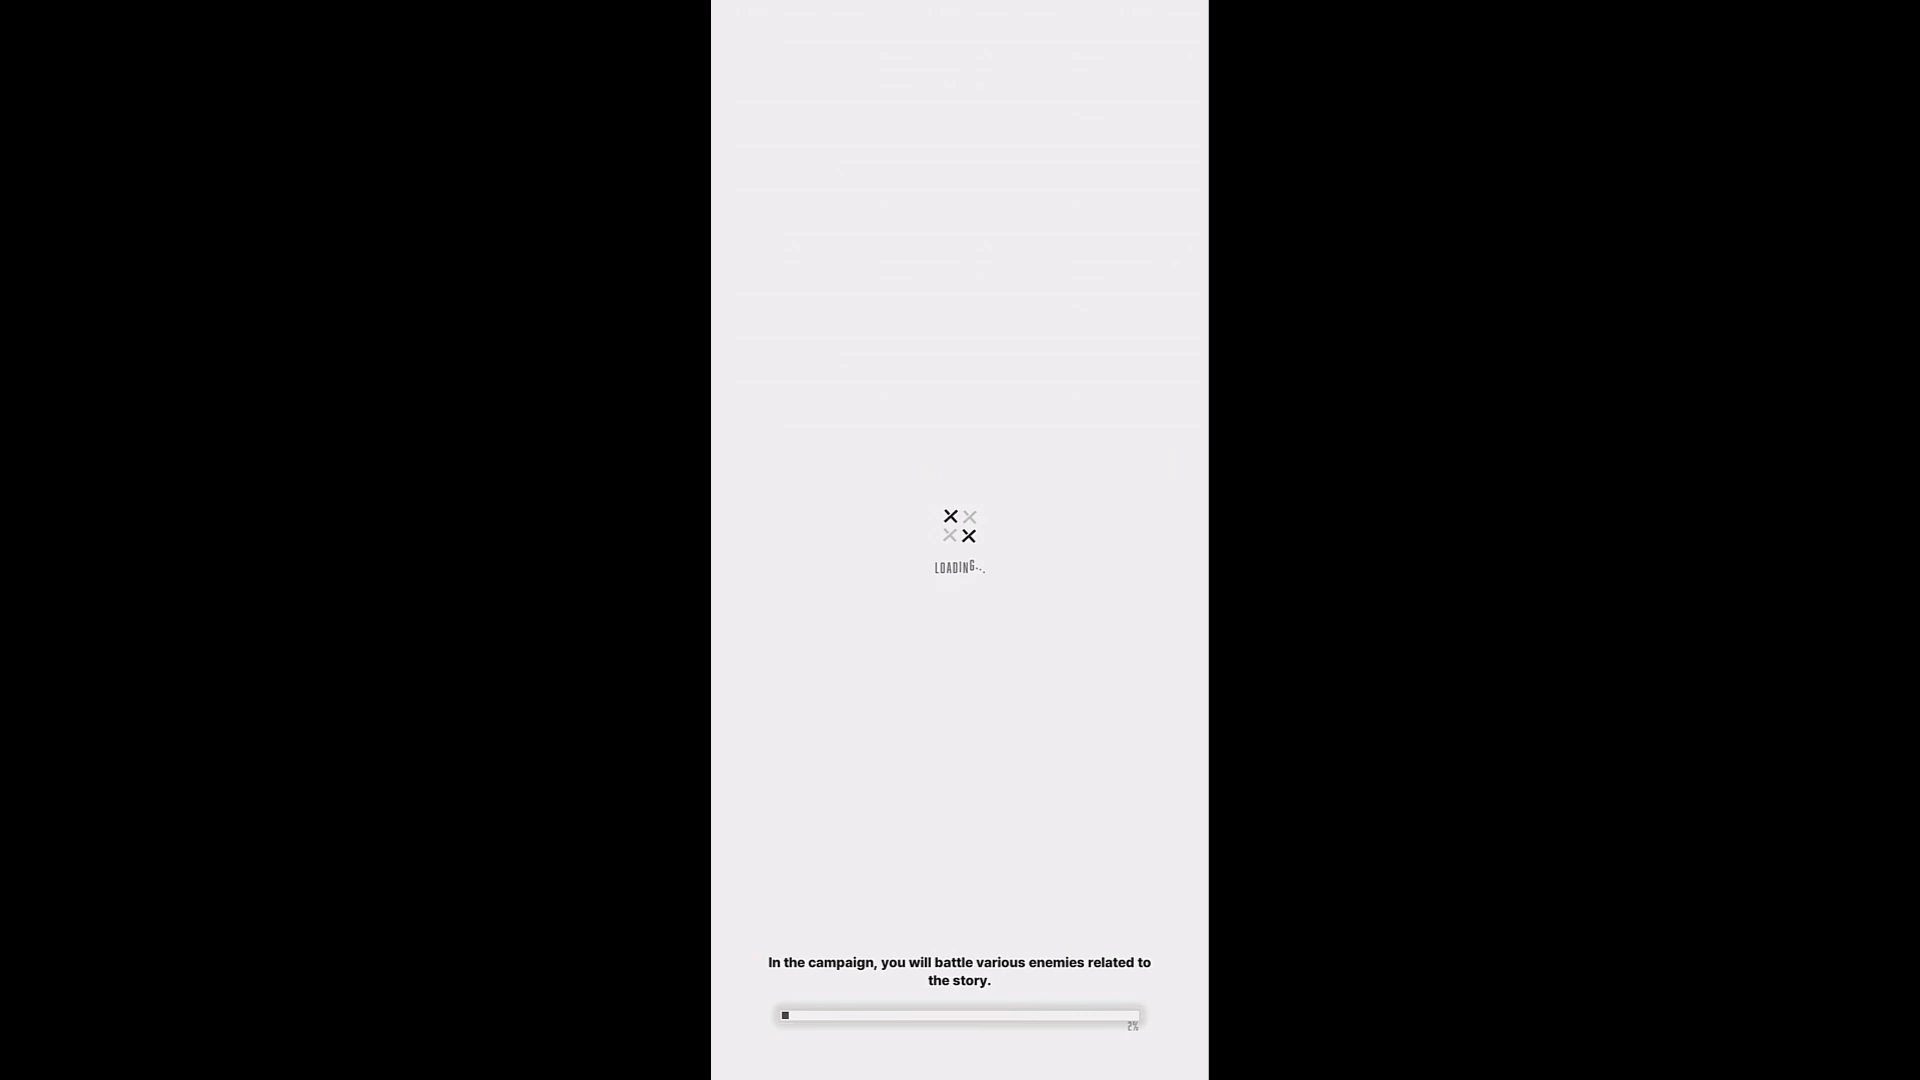 LOADING...
In the campaign, you will battle various enemies related to
the story.
2%